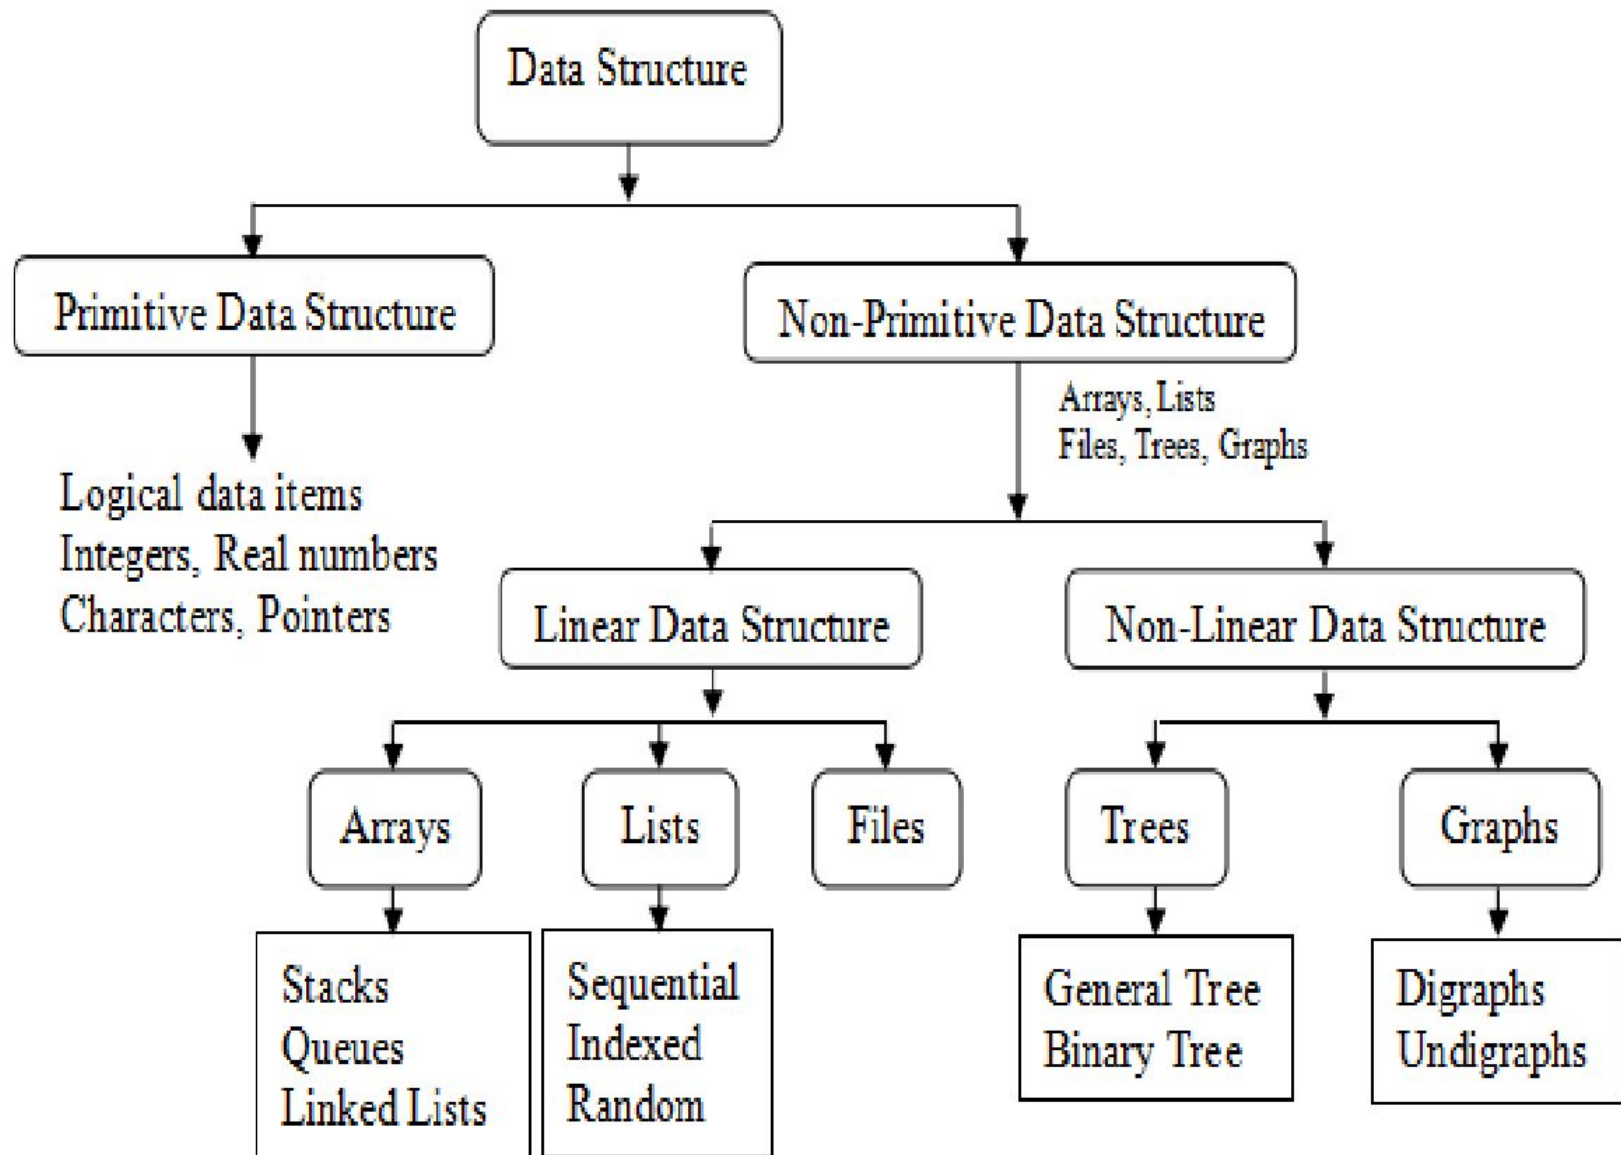 Data Structure
Primitive Data Structure
Non-Primitive Data Structure
Arrays, Lists
Files, Trees, Graphs
Logical data items
Integers, Real numbers
Characters, Pointers
Linear Data Structure
Non-Linear Data Structure
Arrays
Lists
Files
Trees
Graphs
Stacks
Queues
Linked Lists
Sequential
Indexed
Random
General Tree
Binary Tree
Digraphs
Undigraphs